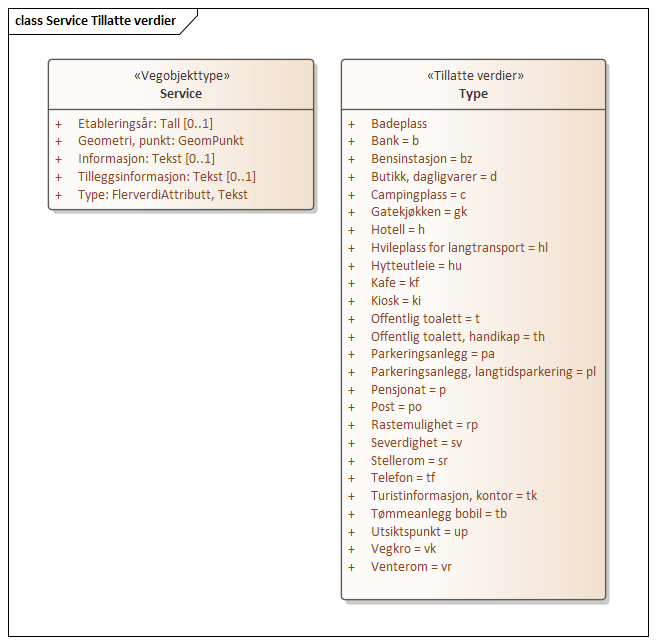 class Service Tillatte verdier
«Vegobjekttype»
Service
+ Etableringsår: Tall [0..1]
+ Geometri, punkt: GeomPunkt
+ Informasjon: Tekst [0..1]
+ Tilleggsinformasjon: Tekst [0..1]
+ Type: FlerverdiAttributt, Tekst
«Tillatte verdier»
Type
+ Badeplass
+ Bank = b
+ Bensinstasjon = bz
+ Butikk, dagligvarer = d
+ Campingplass = c
+ Gatekjøkken = gk
+ Hotell = h
+ Hvileplass for langtransport = hl
+ Hytteutleie = hu
+ Kafe = kf
+ Kiosk = ki
+ Offentlig toalett = t
+ Offentlig toalett, handikap = th
+ Parkeringsanlegg = pa
+ Parkeringsanlegg, langtidsparkering = pl
+ Pensjonat = p
+ Post = po
+ Rastemulighet = rp
+ Severdighet = sv
+ Stellerom = sr
+ Telefon = tf
+ Turistinformasjon, kontor = tk
+ Tømmeanlegg bobil = tb
+ Utsiktspunkt = up
+ Vegkro = vk
+ Venterom = vr